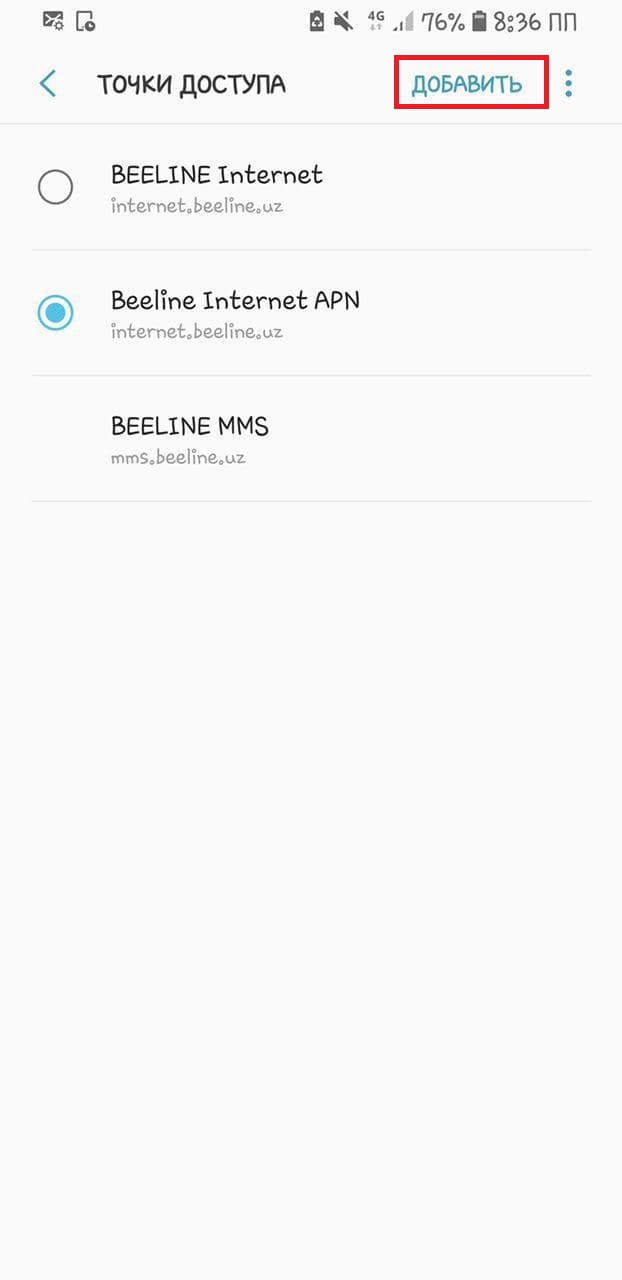 4G 76% 8:36 ПП
ТОЧКИ ДОСТУПА ДОБАВИТЬ
BEELINE Internet
internet.beeline.uz
Beeline Internet APN
internet.beeline.uz
BEELINE MMS
mms.beeline.uz